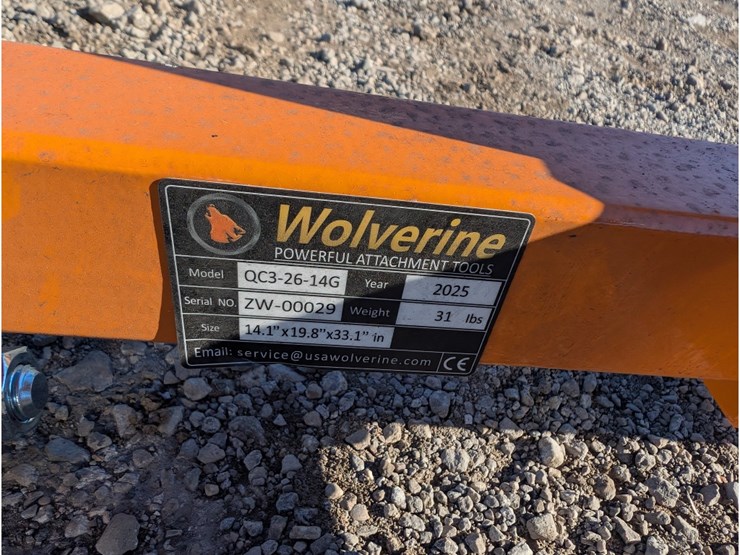 Wolverine
POWERFUL ATTACHMENT TOOLS
Model QC3-26-14G Year 2025
Serial NO. ZW-00029 Weight 31 lbs
Size 14.1"x19.8"x33.1" in
Email: service@usawolverine.com CE